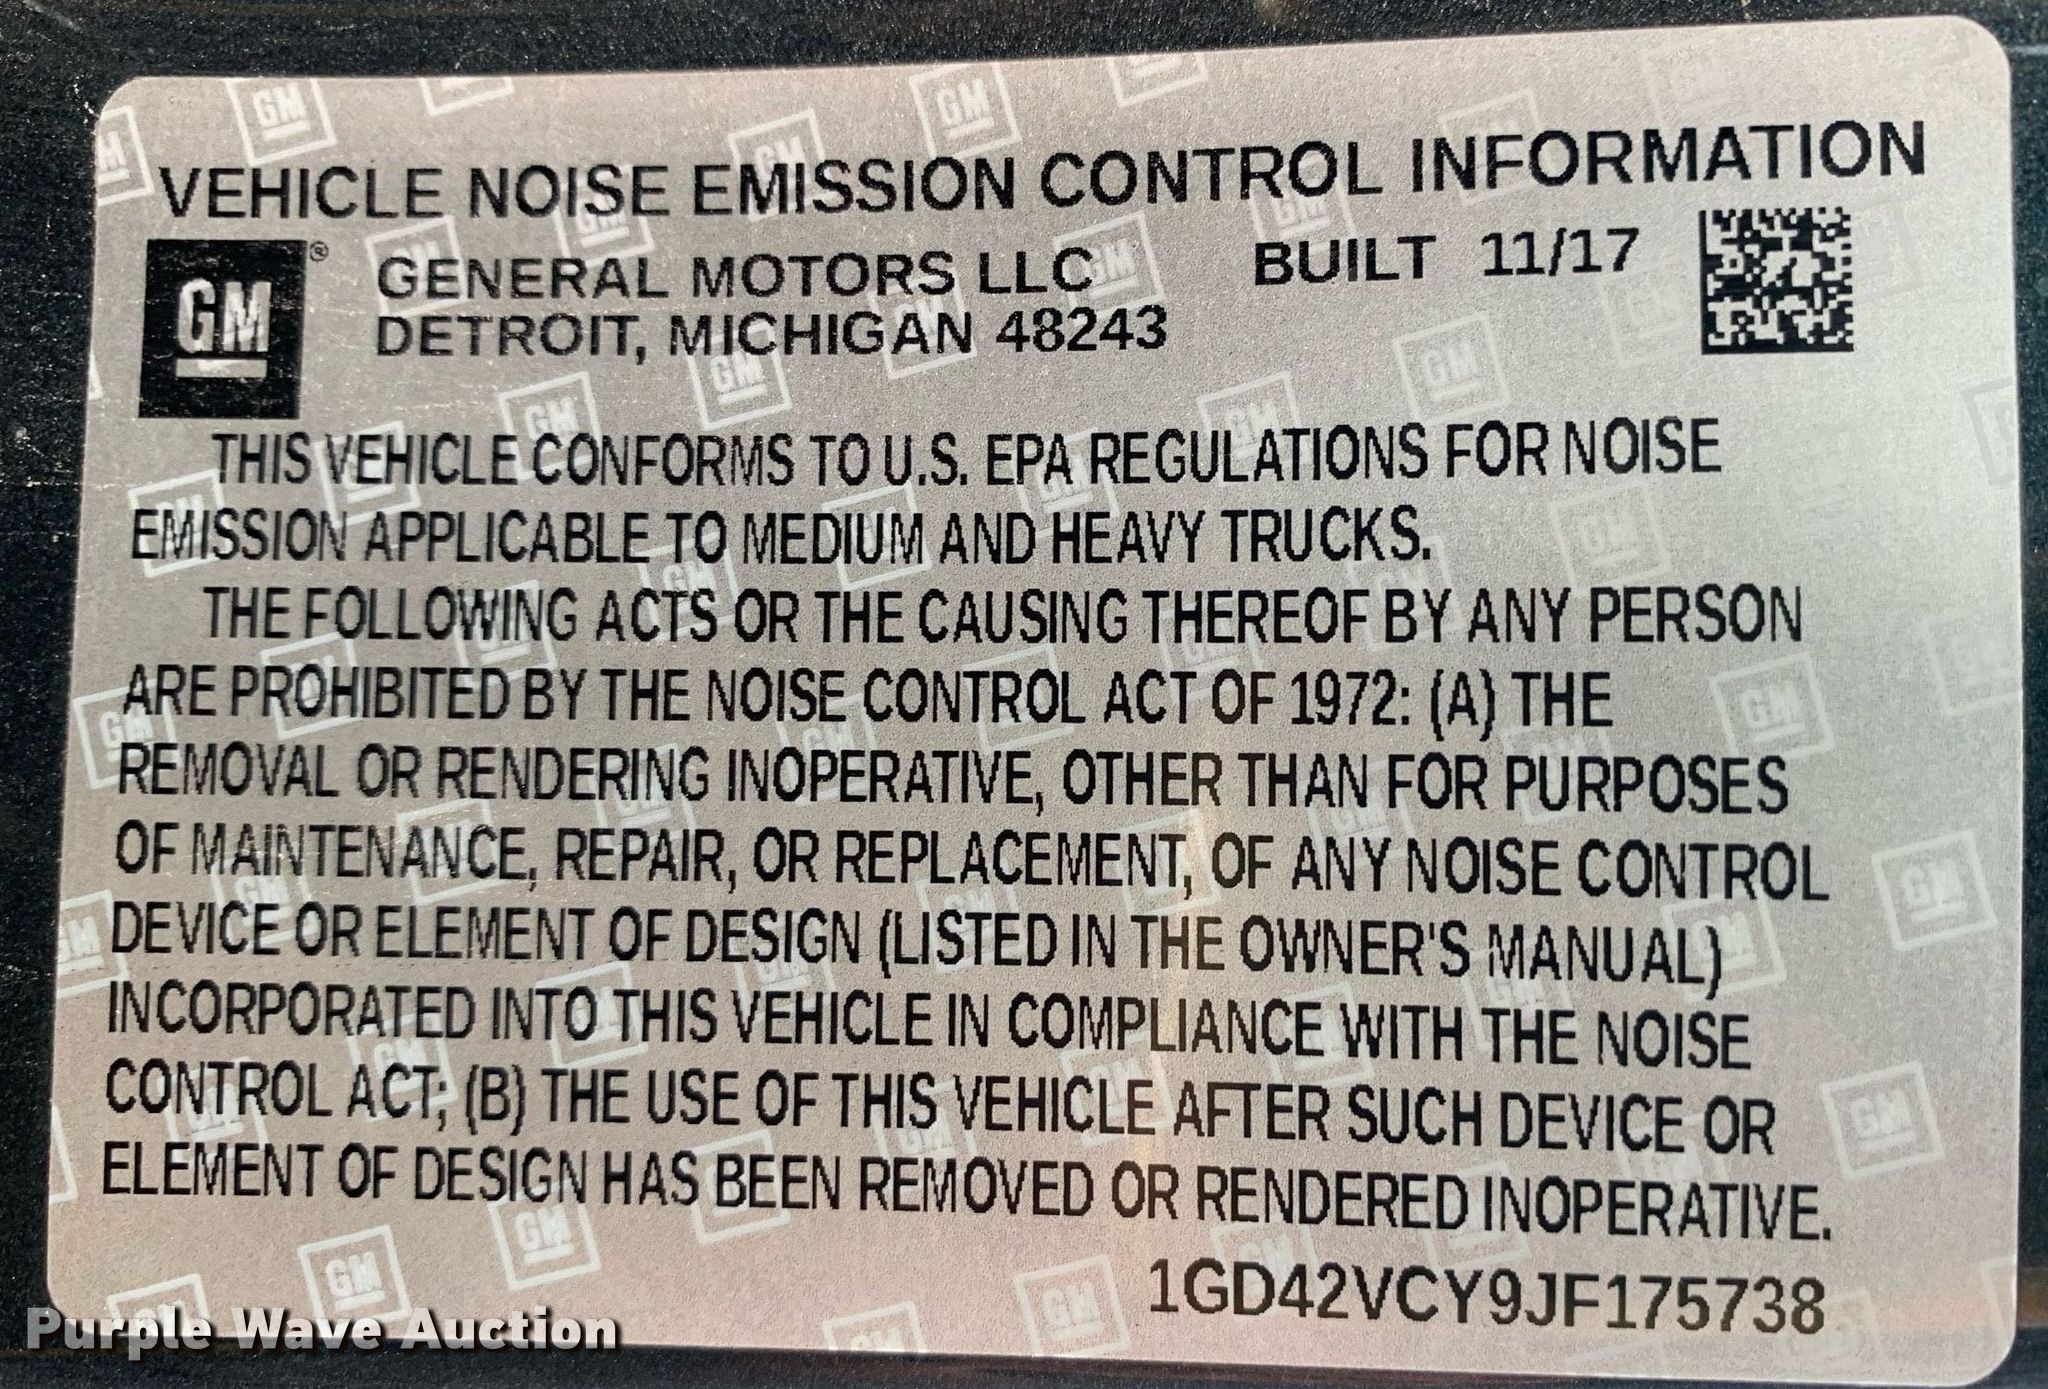 VEHICLE NOISE EMISSION CONTROL INFORMATION
GM ®
GENERAL MOTORS LLC BUILT 11/17
DETROIT, MICHIGAN 48243
THIS VEHICLE CONFORMS TO U.S. EPA REGULATIONS FOR NOISE
EMISSION APPLICABLE TO MEDIUM AND HEAVY TRUCKS.
THE FOLLOWING ACTS OR THE CAUSING THEREOF BY ANY PERSON
ARE PROHIBITED BY THE NOISE CONTROL ACT OF 1972: (A) THE
REMOVAL OR RENDERING INOPERATIVE, OTHER THAN FOR PURPOSES
OF MAINTENANCE, REPAIR, OR REPLACEMENT, OF ANY NOISE CONTROL
DEVICE OR ELEMENT OF DESIGN (LISTED IN THE OWNER'S MANUAL)
INCORPORATED INTO THIS VEHICLE IN COMPLIANCE WITH THE NOISE
CONTROL ACT; (B) THE USE OF THIS VEHICLE AFTER SUCH DEVICE OR
ELEMENT OF DESIGN HAS BEEN REMOVED OR RENDERED INOPERATIVE.
1GD42VCY9JF175738
Purple Wave Auction